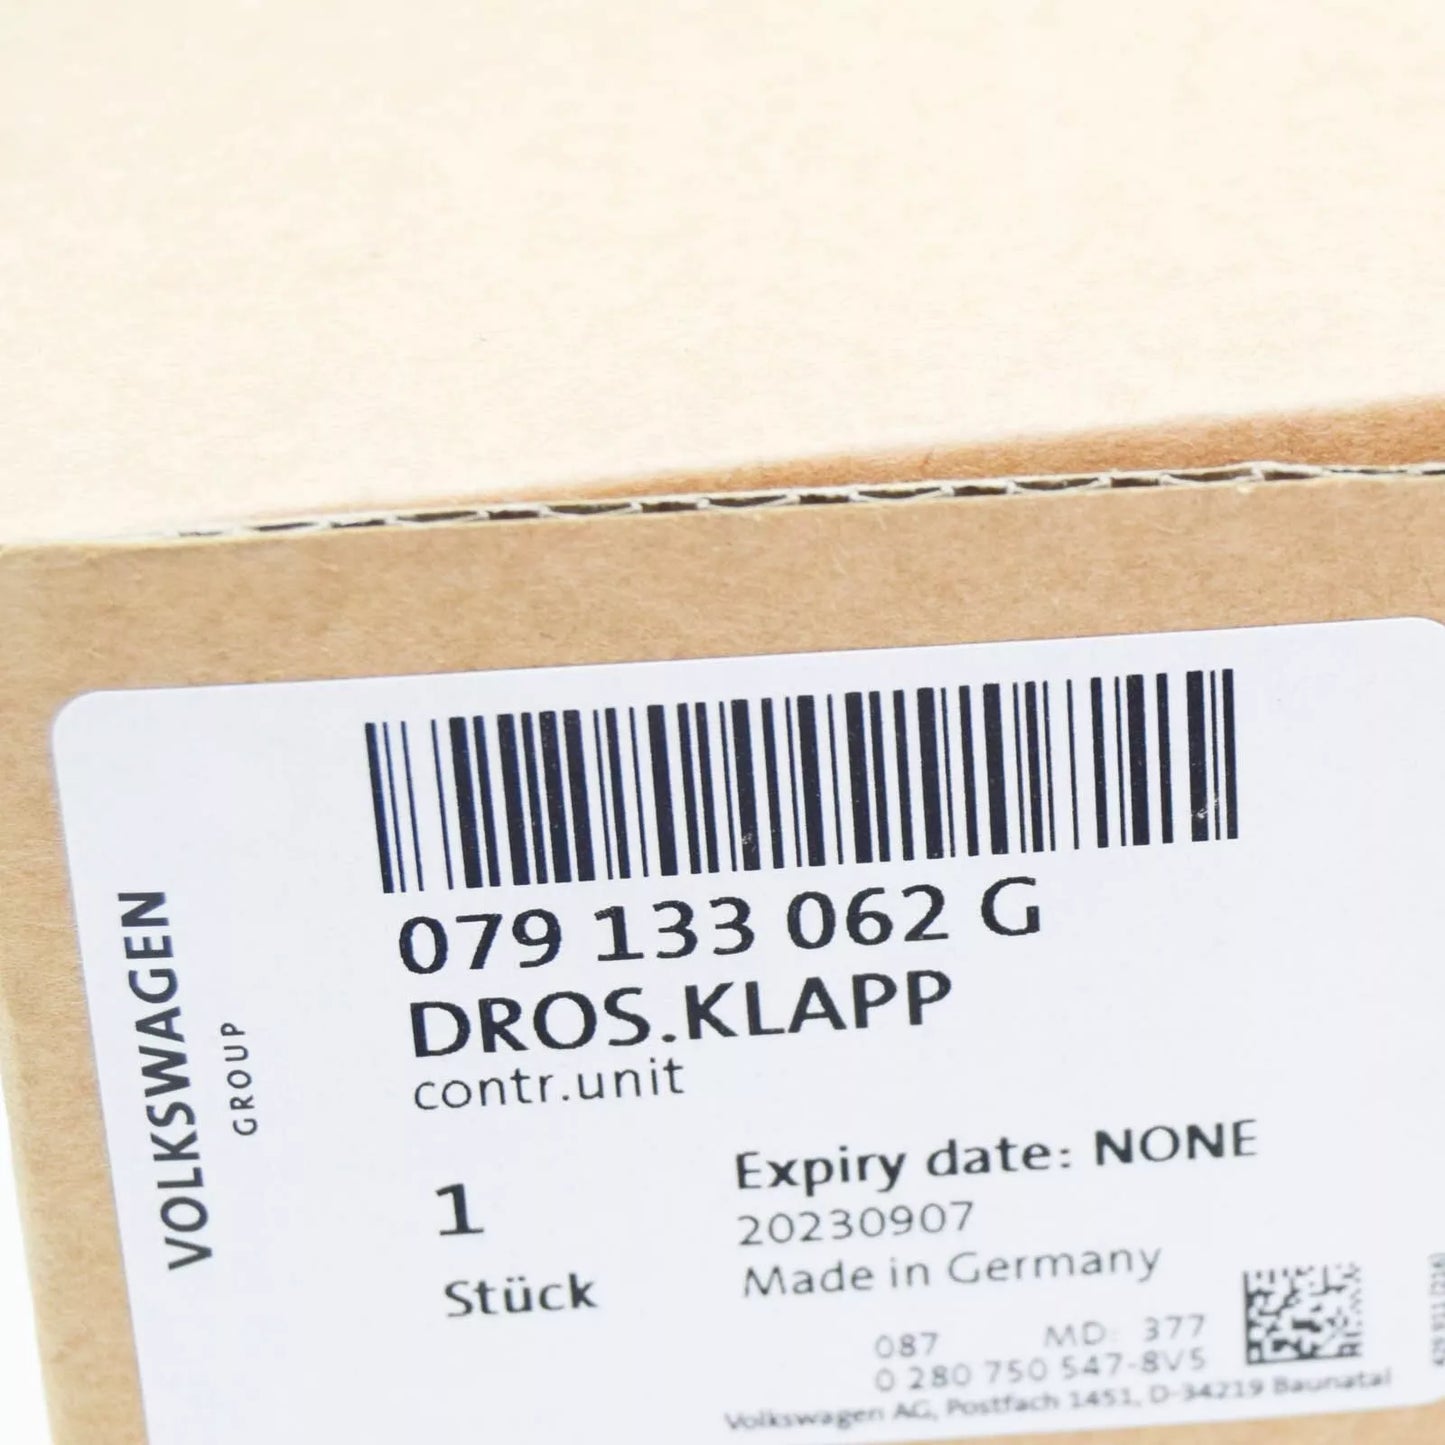 VOLKSWAGEN
GROUP
079 133 062 G
DROS.KLAPP
contr.unit
1
Stück
Expiry date: NONE
20230907
Made in Germany
087 MD: 377
0 280 750 547-8V5
Volkswagen AG, Postfach 1451, D-34219 Baunatal